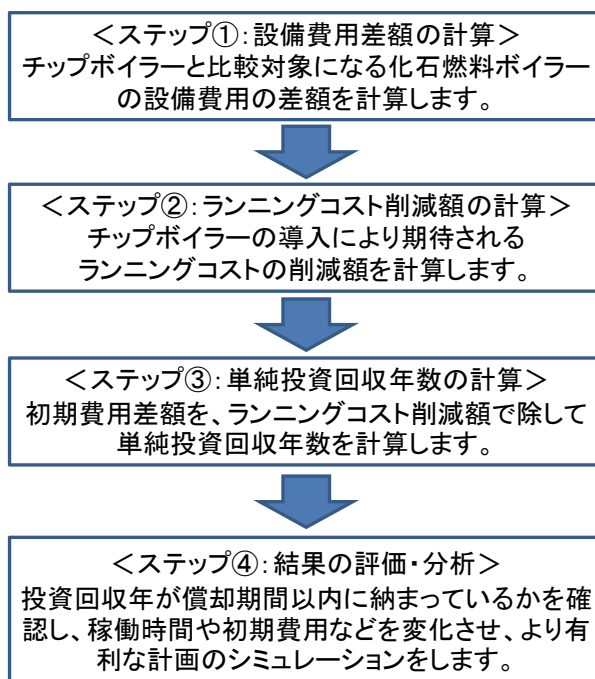 ＜ステップ①：設備費用差額の計算＞
チップボイラーと比較対象になる化石燃料ボイラー
の設備費用の差額を計算します。
＜ステップ②：ランニングコスト削減額の計算＞
チップボイラーの導入により期待される
ランニングコストの削減額を計算します。
＜ステップ③：単純投資回収年数の計算＞
初期費用差額を、ランニングコスト削減額で除して
単純投資回収年数を計算します。
＜ステップ④：結果の評価・分析＞
投資回収年が償却期間以内に納まっているかを確
認し、稼働時間や初期費用などを変化させ、より有
利な計画のシミュレーションをします。